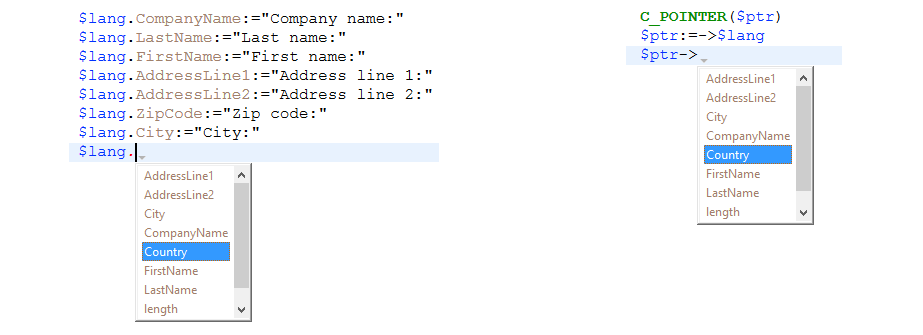 $lang.CompanyName:="Company name:"
$lang.LastName:="Last name:"
$lang.FirstName:="First name:"
$lang.AddressLine1:="Address line 1:"
$lang.AddressLine2:="Address line 2:"
$lang.ZipCode:="Zip code:"
$lang.City:="City:"
$lang.
AddressLine1
AddressLine2
City
CompanyName
Country
FirstName
LastName
length
C_POINTER($ptr)
$ptr:=->$lang
$ptr->
AddressLine1
AddressLine2
City
CompanyName
Country
FirstName
LastName
length